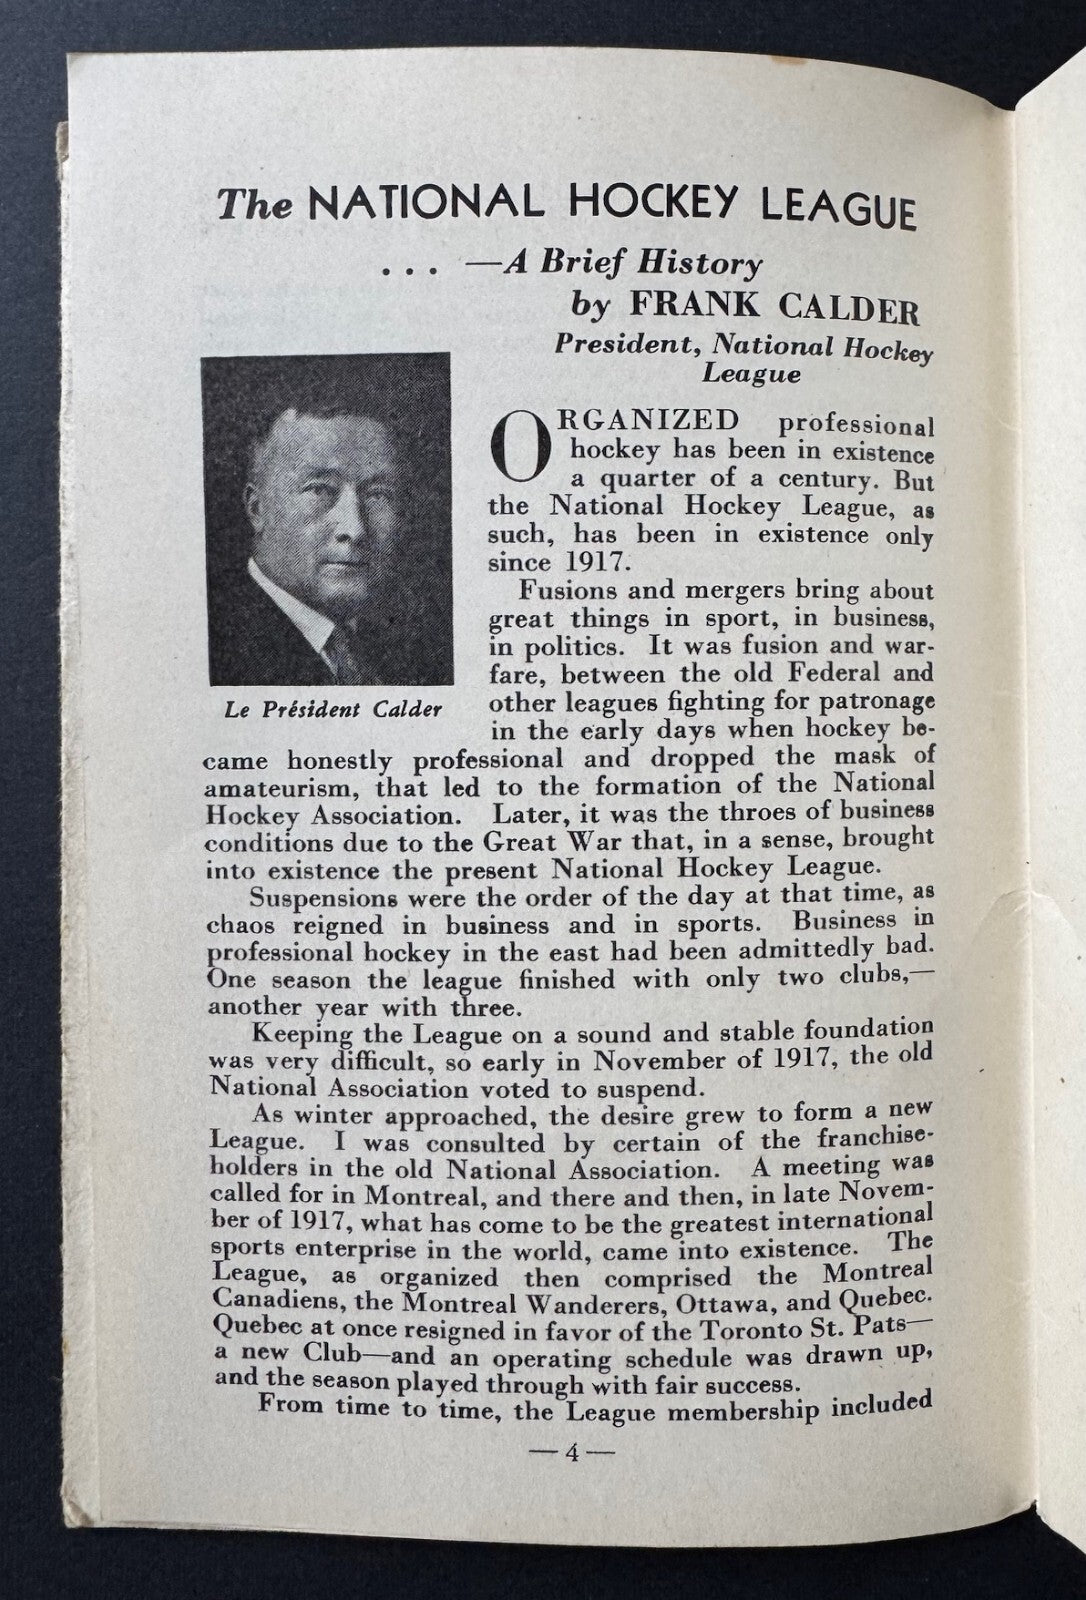 The NATIONAL HOCKEY LEAGUE
. . . —A Brief History
by FRANK CALDER
President, National Hockey
League
Le Président Calder
ORGANIZED professional
hockey has been in existence
a quarter of a century. But
the National Hockey League, as
such, has been in existence only
since 1917.
Fusions and mergers bring about
great things in sport, in business,
in politics. It was fusion and war-
fare, between the old Federal and
other leagues fighting for patronage
in the early days when hockey be-
came honestly professional and dropped the mask of
amateurism, that led to the formation of the National
Hockey Association. Later, it was the throes of business
conditions due to the Great War that, in a sense, brought
into existence the present National Hockey League.
Suspensions were the order of the day at that time, as
chaos reigned in business and in sports. Business in
professional hockey in the east had been admittedly bad.
One season the league finished with only two clubs,—
another year with three.
Keeping the League on a sound and stable foundation
was very difficult, so early in November of 1917, the old
National Association voted to suspend.
As winter approached, the desire grew to form a new
League. I was consulted by certain of the franchise-
holders in the old National Association. A meeting was
called for in Montreal, and there and then, in late Novem-
ber of 1917, what has come to be the greatest international
sports enterprise in the world, came into existence. The
League, as organized then comprised the Montreal
Canadiens, the Montreal Wanderers, Ottawa, and Quebec.
Quebec at once resigned in favor of the Toronto St. Pats—
a new Club—and an operating schedule was drawn up,
and the season played through with fair success.
From time to time, the League membership included
— 4 —